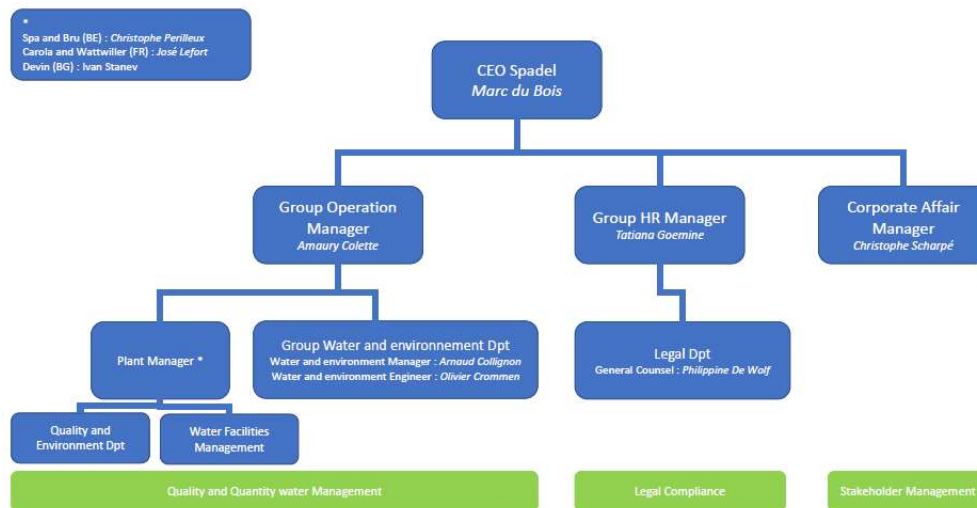 *
Spa and Bru (BE) : Christophe Perilleux
Carola and Wattwiller (FR) : José Lefort
Devin (BG) : Ivan Stanev
CEO Spadel
Marc du Bois
Group Operation
Manager
Amaury Colette
Group HR Manager
Tatiana Goemine
Corporate Affair
Manager
Christophe Scharpé
Plant Manager *
Group Water and environnement Dpt
Water and environment Manager : Arnaud Collignon
Water and environment Engineer : Olivier Crommen
Legal Dpt
General Counsel : Philippine De Wolf
Quality and
Environment Dpt
Water Facilities
Management
Quality and Quantity water Management
Legal Compliance
Stakeholder Management